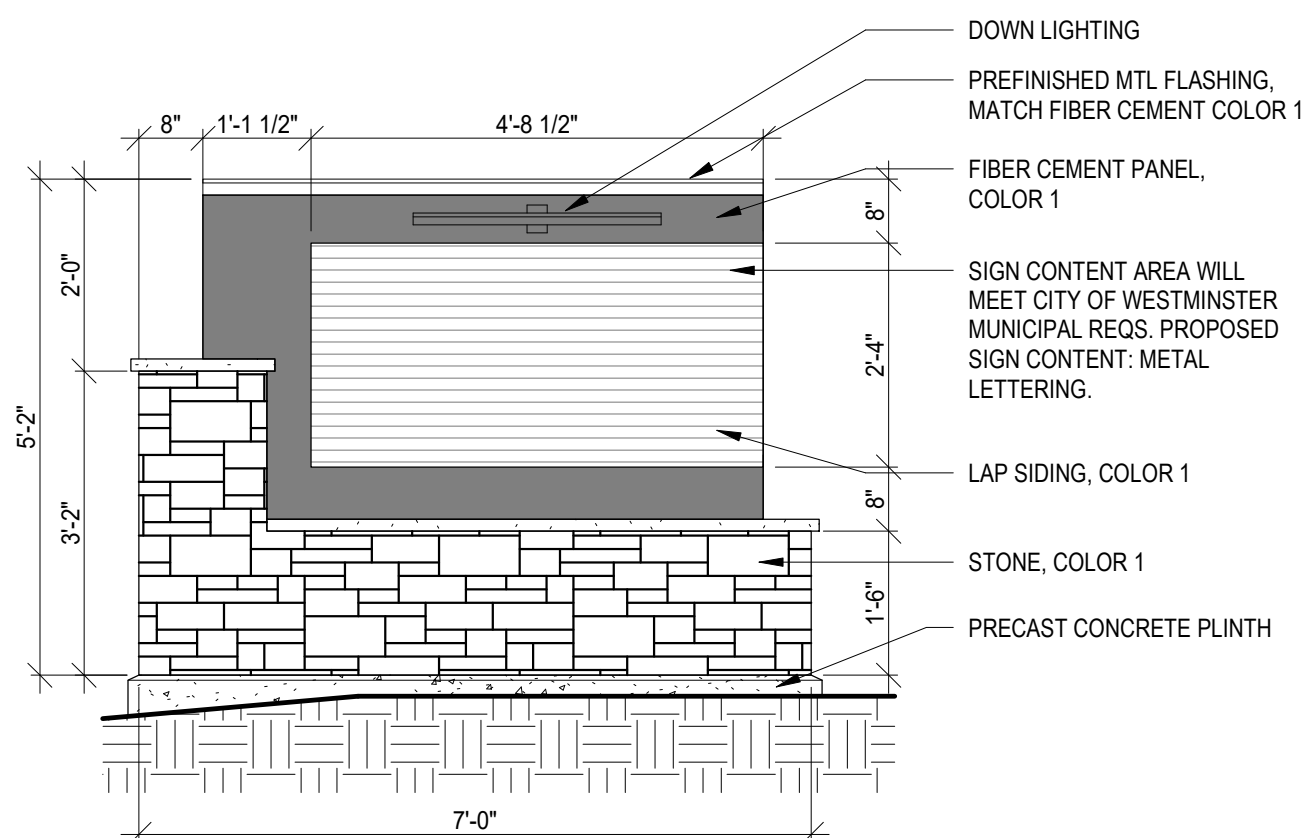 DOWN LIGHTING
PREFINISHED MTL FLASHING,
MATCH FIBER CEMENT COLOR 1
8" 1'-1 1/2" 4'-8 1/2"
FIBER CEMENT PANEL,
COLOR 1
8"
2'-0"
SIGN CONTENT AREA WILL
MEET CITY OF WESTMINSTER
MUNICIPAL REQS. PROPOSED
SIGN CONTENT: METAL
LETTERING.
2'-4"
5'-2"
LAP SIDING, COLOR 1
8"
3'-2"
STONE, COLOR 1
1'-6"
PRECAST CONCRETE PLINTH
7'-0"